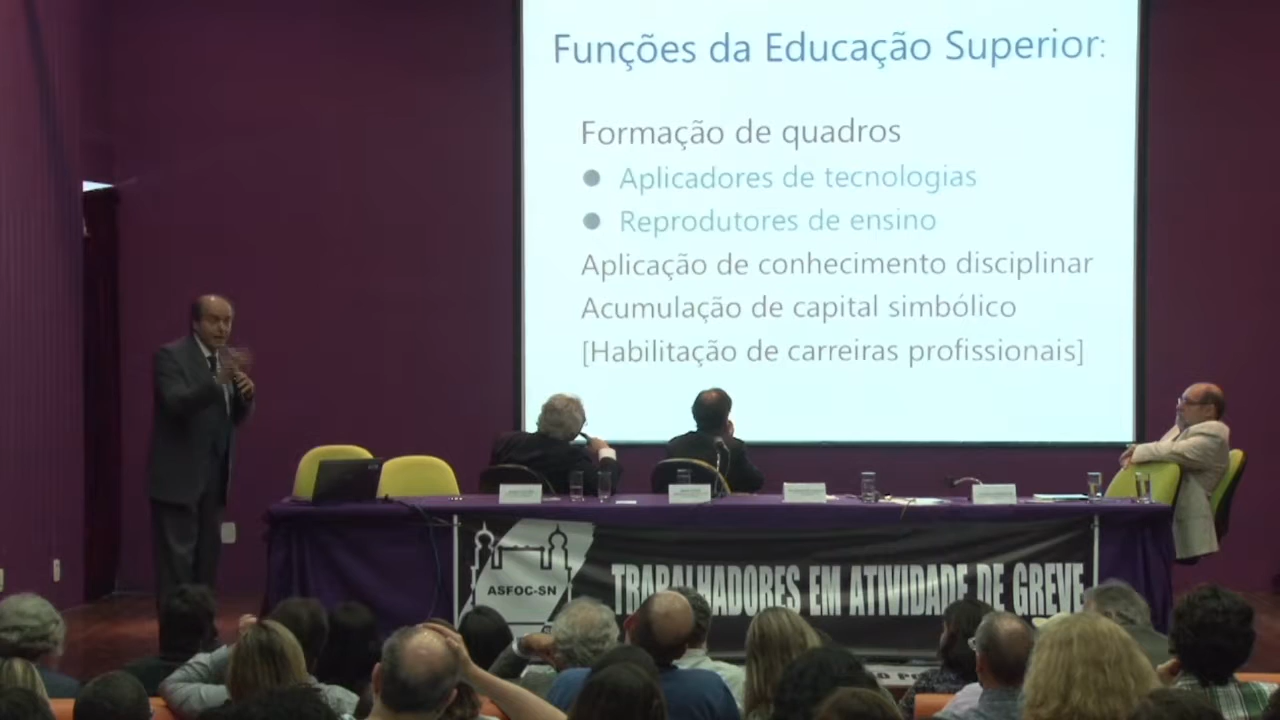 Funções da Educação Superior:
Formação de quadros
● Aplicadores de tecnologias
● Reprodutores de ensino
Aplicação de conhecimento disciplinar
Acumulação de capital simbólico
[Habilitação de carreiras profissionais]
ASFOC-SN
TRABALHADORES EM ATIVIDADE DE GREVE